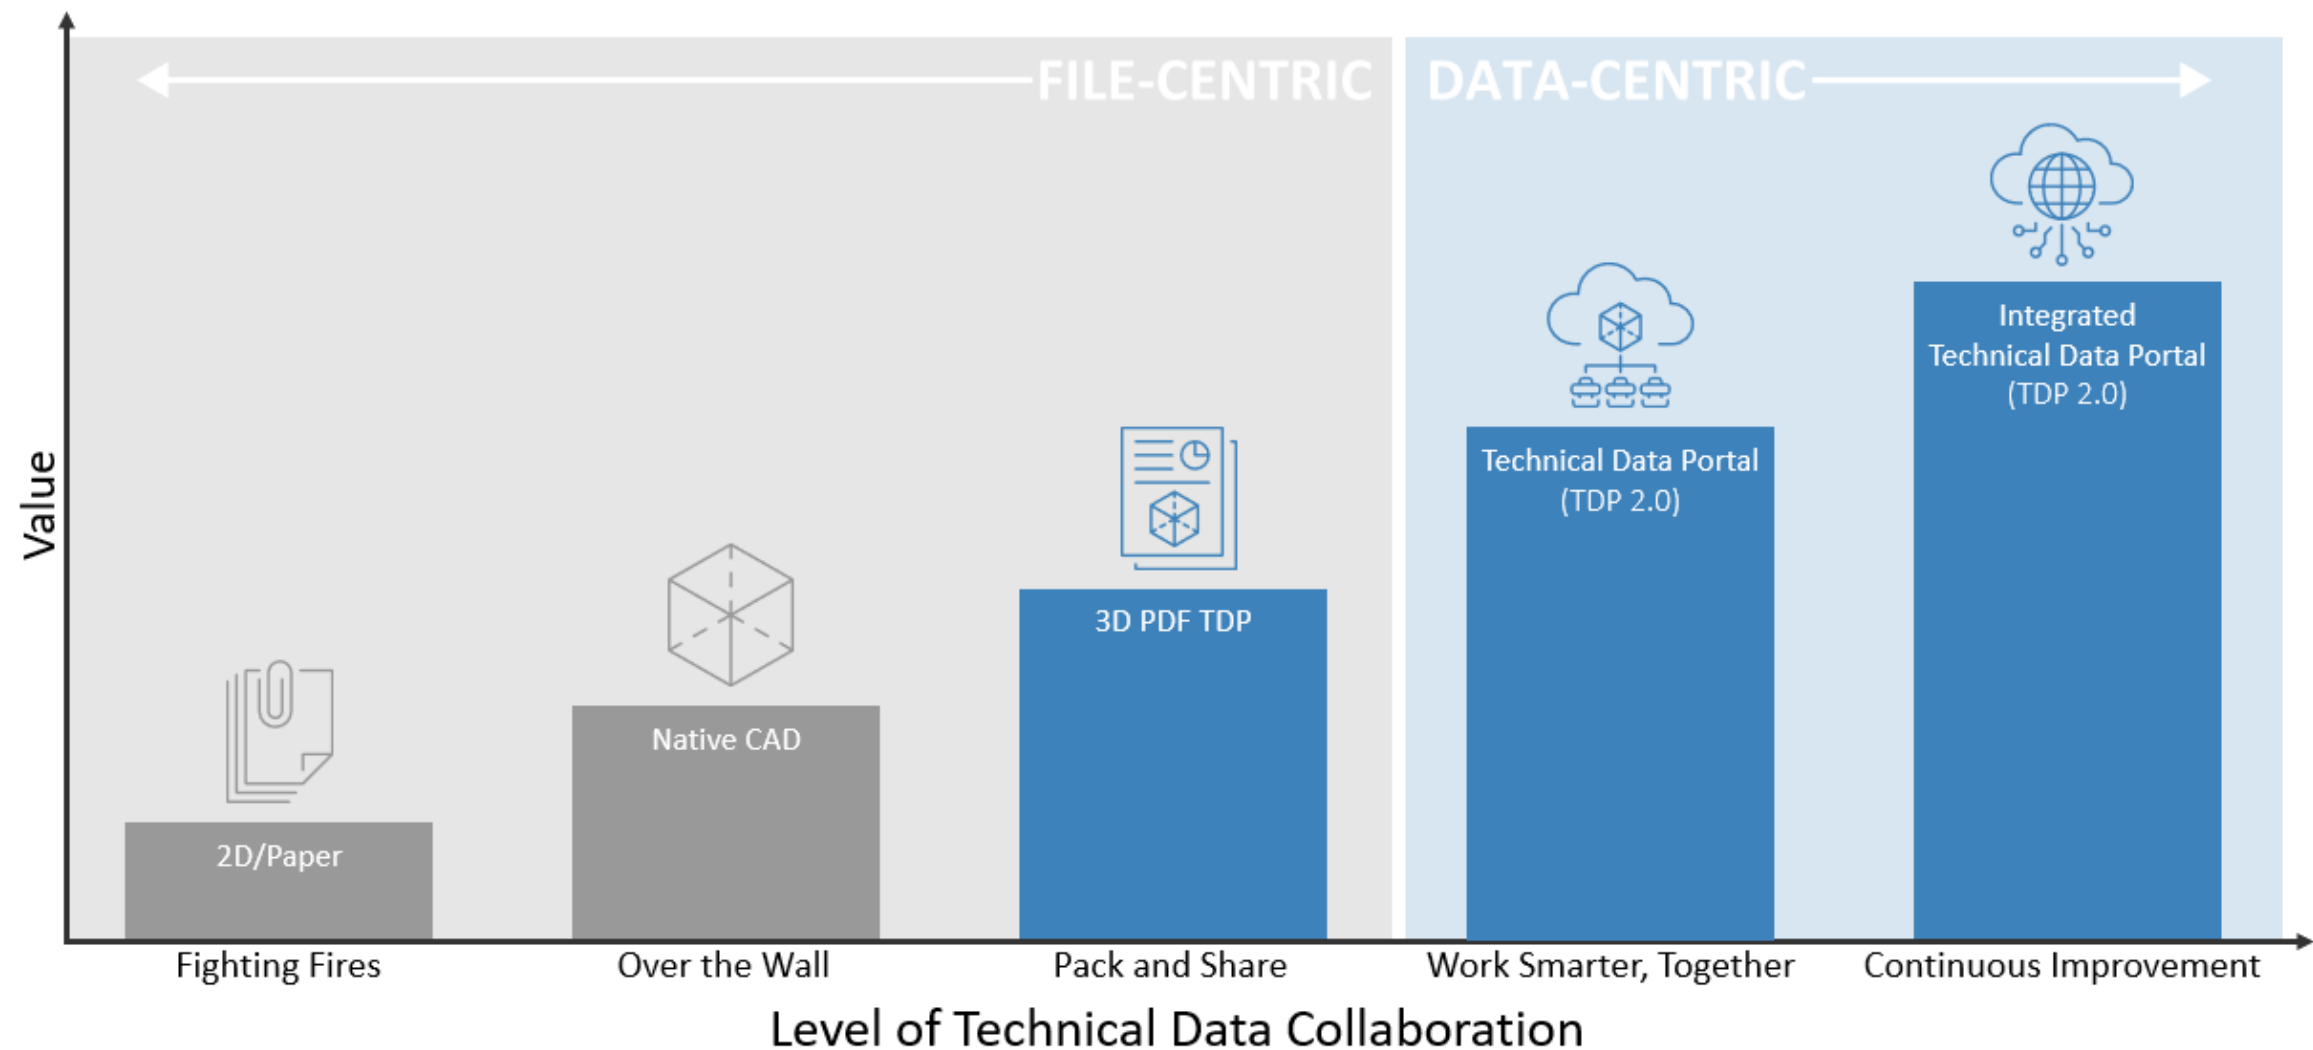 FILE-CENTRIC
DATA-CENTRIC
Value
2D/Paper
Native CAD
3D PDF TDP
Technical Data Portal
(TDP 2.0)
Integrated
Technical Data Portal
(TDP 2.0)
Fighting Fires
Over the Wall
Pack and Share
Work Smarter, Together
Continuous Improvement
Level of Technical Data Collaboration